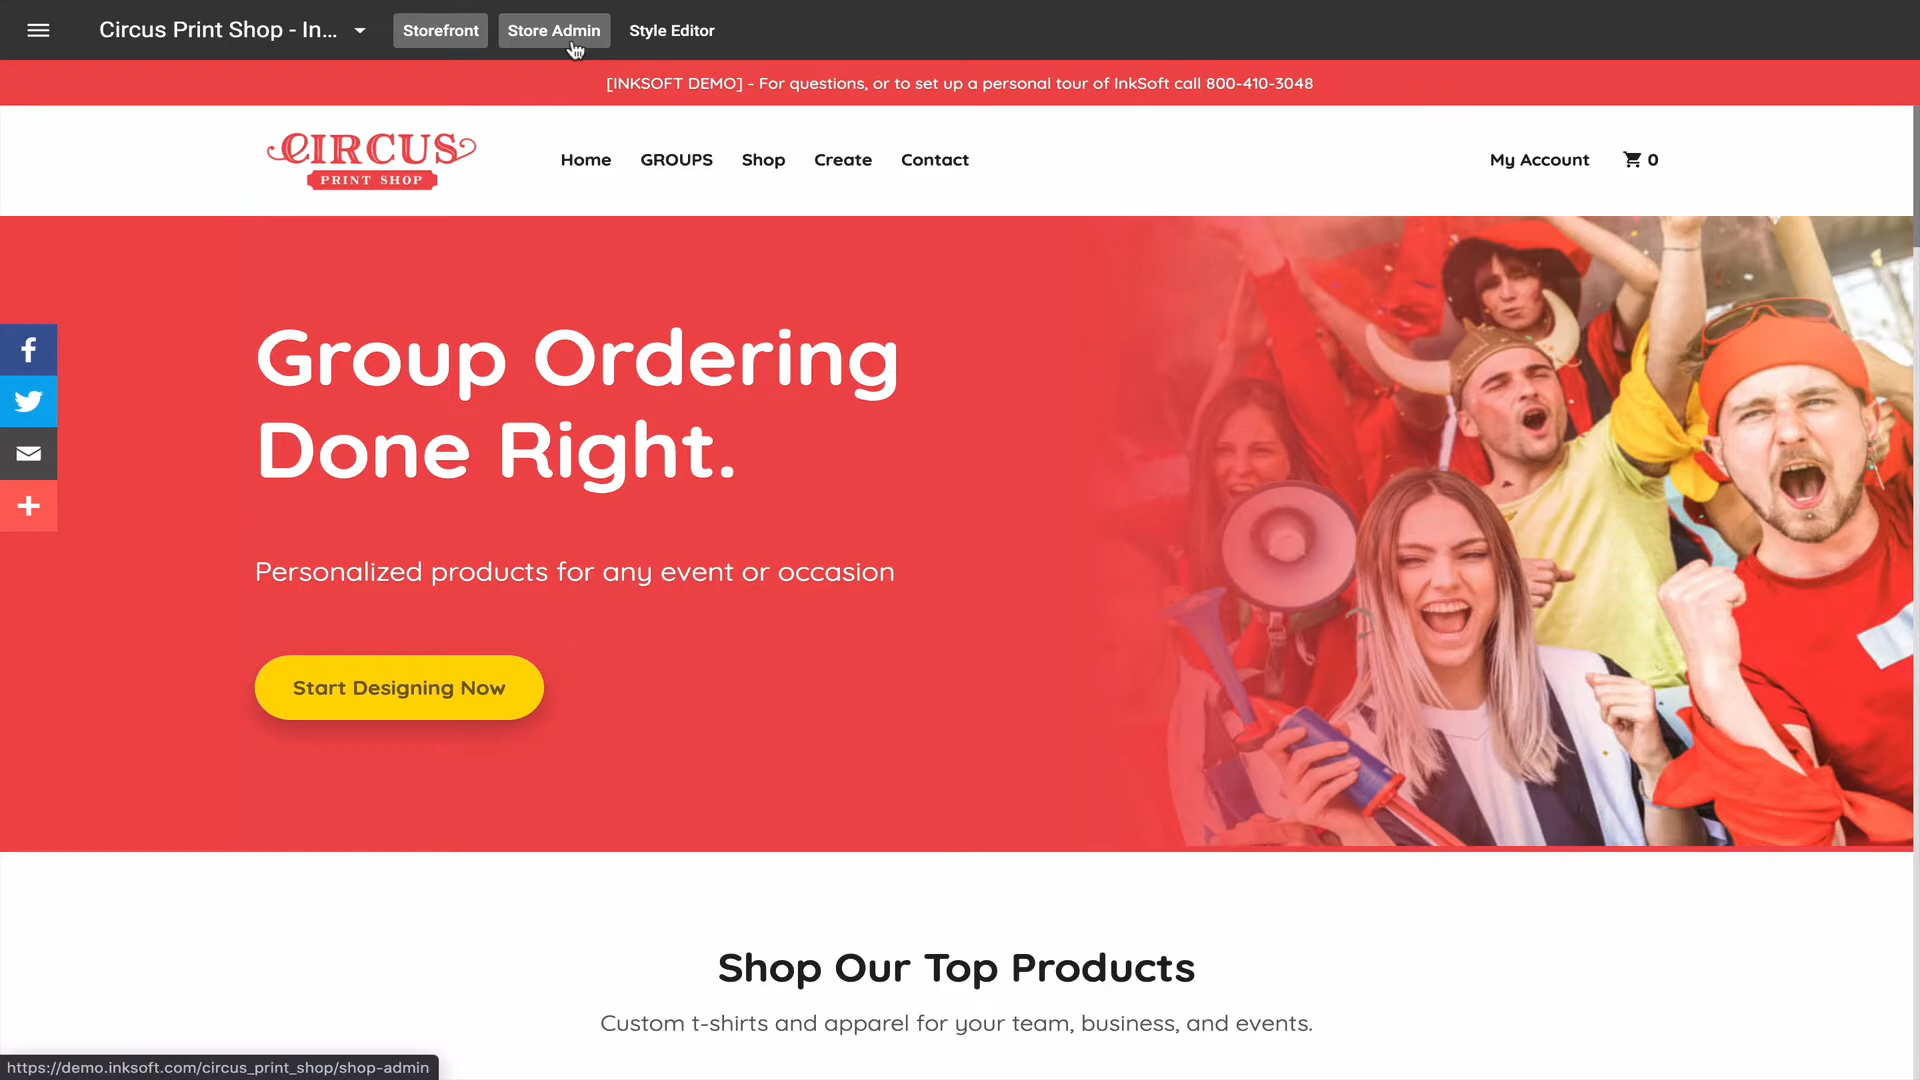 Circus Print Shop - In...
Storefront
Store Admin
Style Editor
[INKSOFT DEMO] - For questions, or to set up a personal tour of InkSoft call 800-410-3048
CIRCUS
PRINT SHOP
Home
GROUPS
Shop
Create
Contact
My Account
0
Group Ordering
Done Right.
Personalized products for any event or occasion
Start Designing Now
Shop Our Top Products
Custom t-shirts and apparel for your team, business, and events.
https://demo.inksoft.com/circus_print_shop/shop-admin